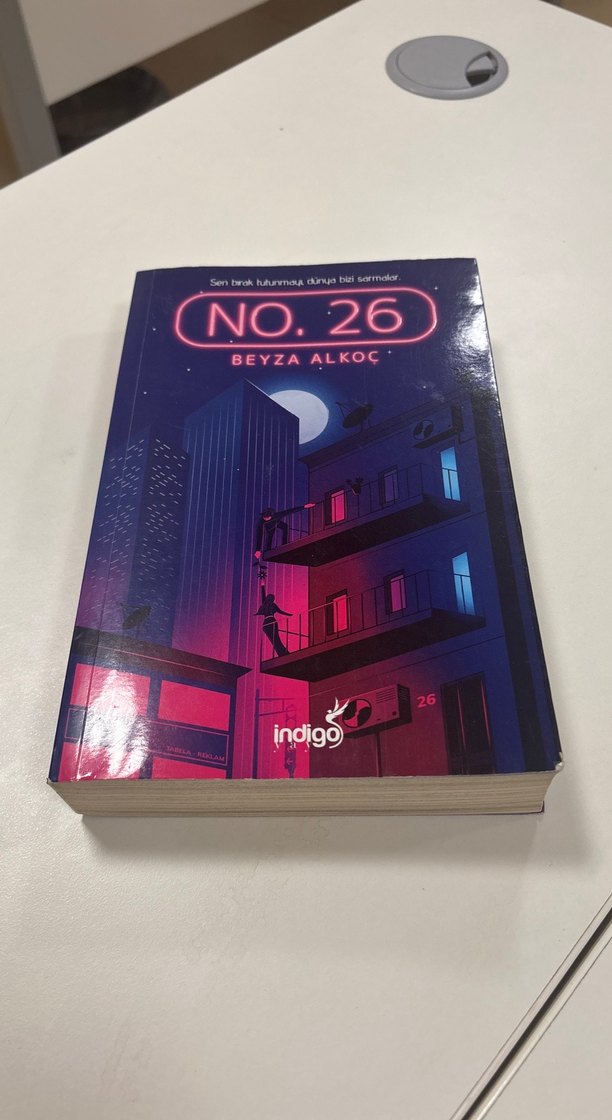 Sen bırak tutunmayı, dünya bizi sarmalar.
NO. 26
BEYZA ALKOÇ
26
indigo
TABELA - REKLAM